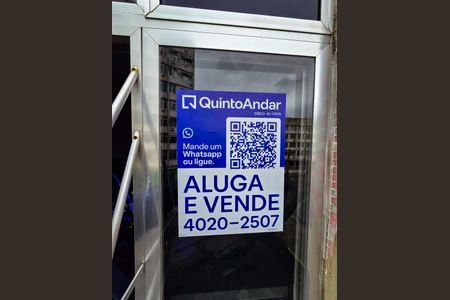 QuintoAndar
Mande um
Whatsapp
ou ligue.
ALUGA
E VENDE
4020-2507